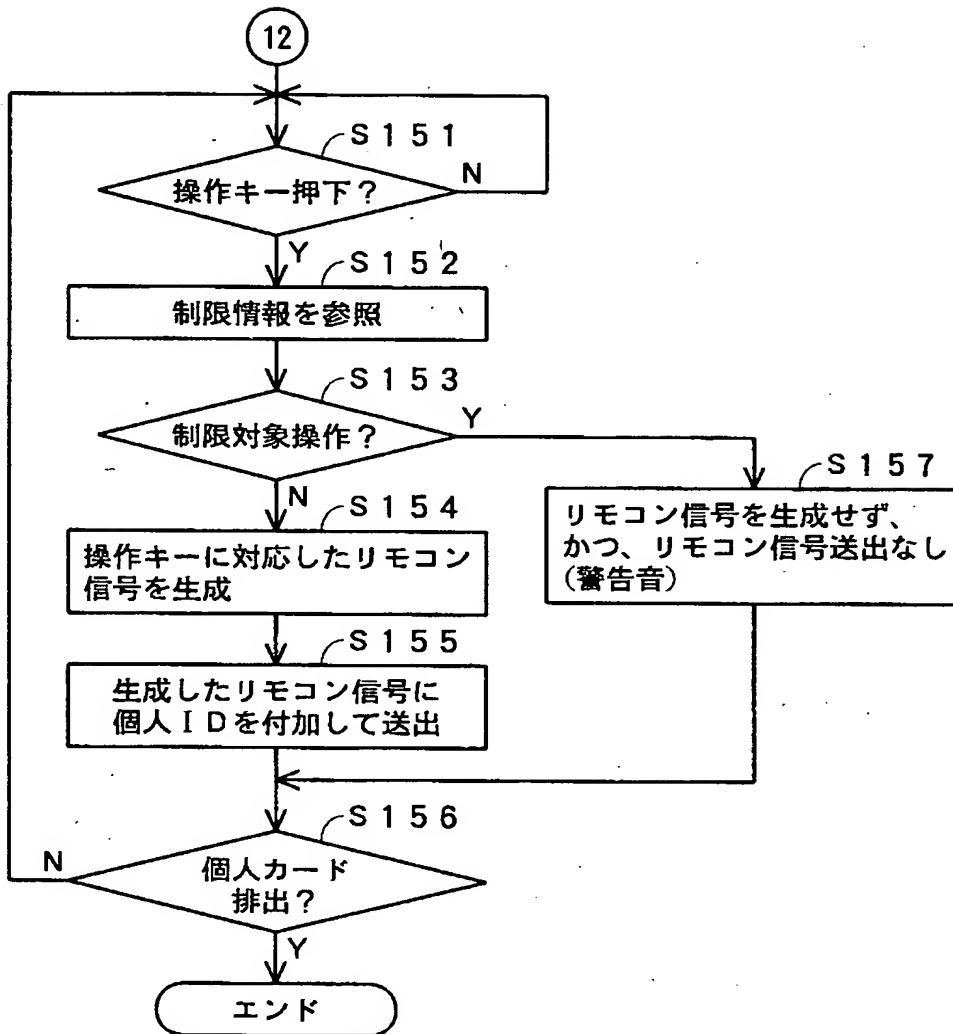 12
S151
操作キー押下?
N
Y
S152
制限情報を参照
S153
制限対象操作?
Y
N
S154
操作キーに対応したリモコン
信号を生成
S157
リモコン信号を生成せず、
かつ、リモコン信号送出なし
(警告音)
S155
生成したリモコン信号に
個人IDを付加して送出
S156
N
個人カード
排出?
Y
エンド